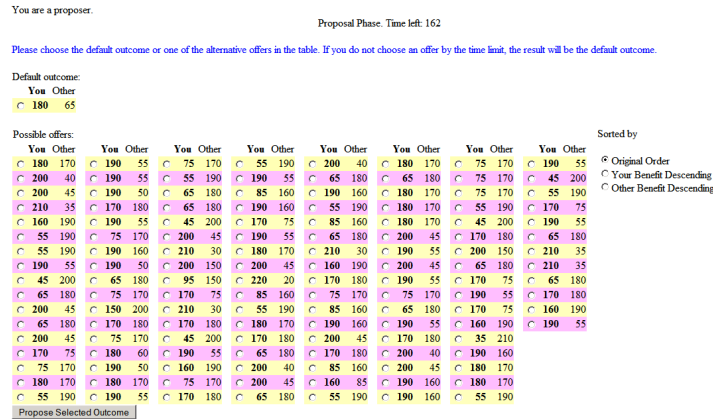 You are a proposer.
Proposal Phase. Time left: 162
Please choose the default outcome or one of the alternative offers in the table. If you do not choose an offer by the time limit, the result will be the default outcome.
Default outcome:
You Other
180 65
Possible offers:
Sorted by
You Other You Other You Other You Other You Other You Other You Other You Other
Original Order
180 170 190 55 75 170 55 190 200 40 180 170 75 170 190 55
Your Benefit Descending
200 40 190 55 55 190 190 55 65 180 65 180 75 170 45 200
Other Benefit Descending
200 45 190 50 65 180 85 160 190 160 180 170 75 170 55 190
210 35 170 180 65 180 190 160 55 190 180 170 55 190 170 75
160 190 190 55 45 200 170 75 85 160 180 170 45 200 190 55
55 190 75 170 200 45 190 55 65 180 200 45 170 180 65 180
55 190 190 160 210 30 180 170 210 30 190 55 200 150 210 35
190 55 190 50 200 150 200 45 190 160 200 45 65 180 210 35
45 200 65 180 95 150 220 20 170 180 190 55 170 75 65 180
65 180 75 170 170 75 85 160 75 170 75 170 190 55 170 180
200 45 150 200 210 30 55 190 85 160 65 180 170 75 160 190
65 180 170 180 170 180 180 170 190 160 190 55 160 190 190 55
200 45 75 170 45 200 170 180 200 45 170 180 35 210
170 75 180 60 190 55 65 180 170 180 200 40 190 160
75 170 190 50 160 190 200 40 85 160 200 45 180 170
180 170 180 170 75 170 200 45 160 85 190 160 180 170
55 190 190 55 170 180 65 180 55 190 190 160 55 190
Propose Selected Outcome